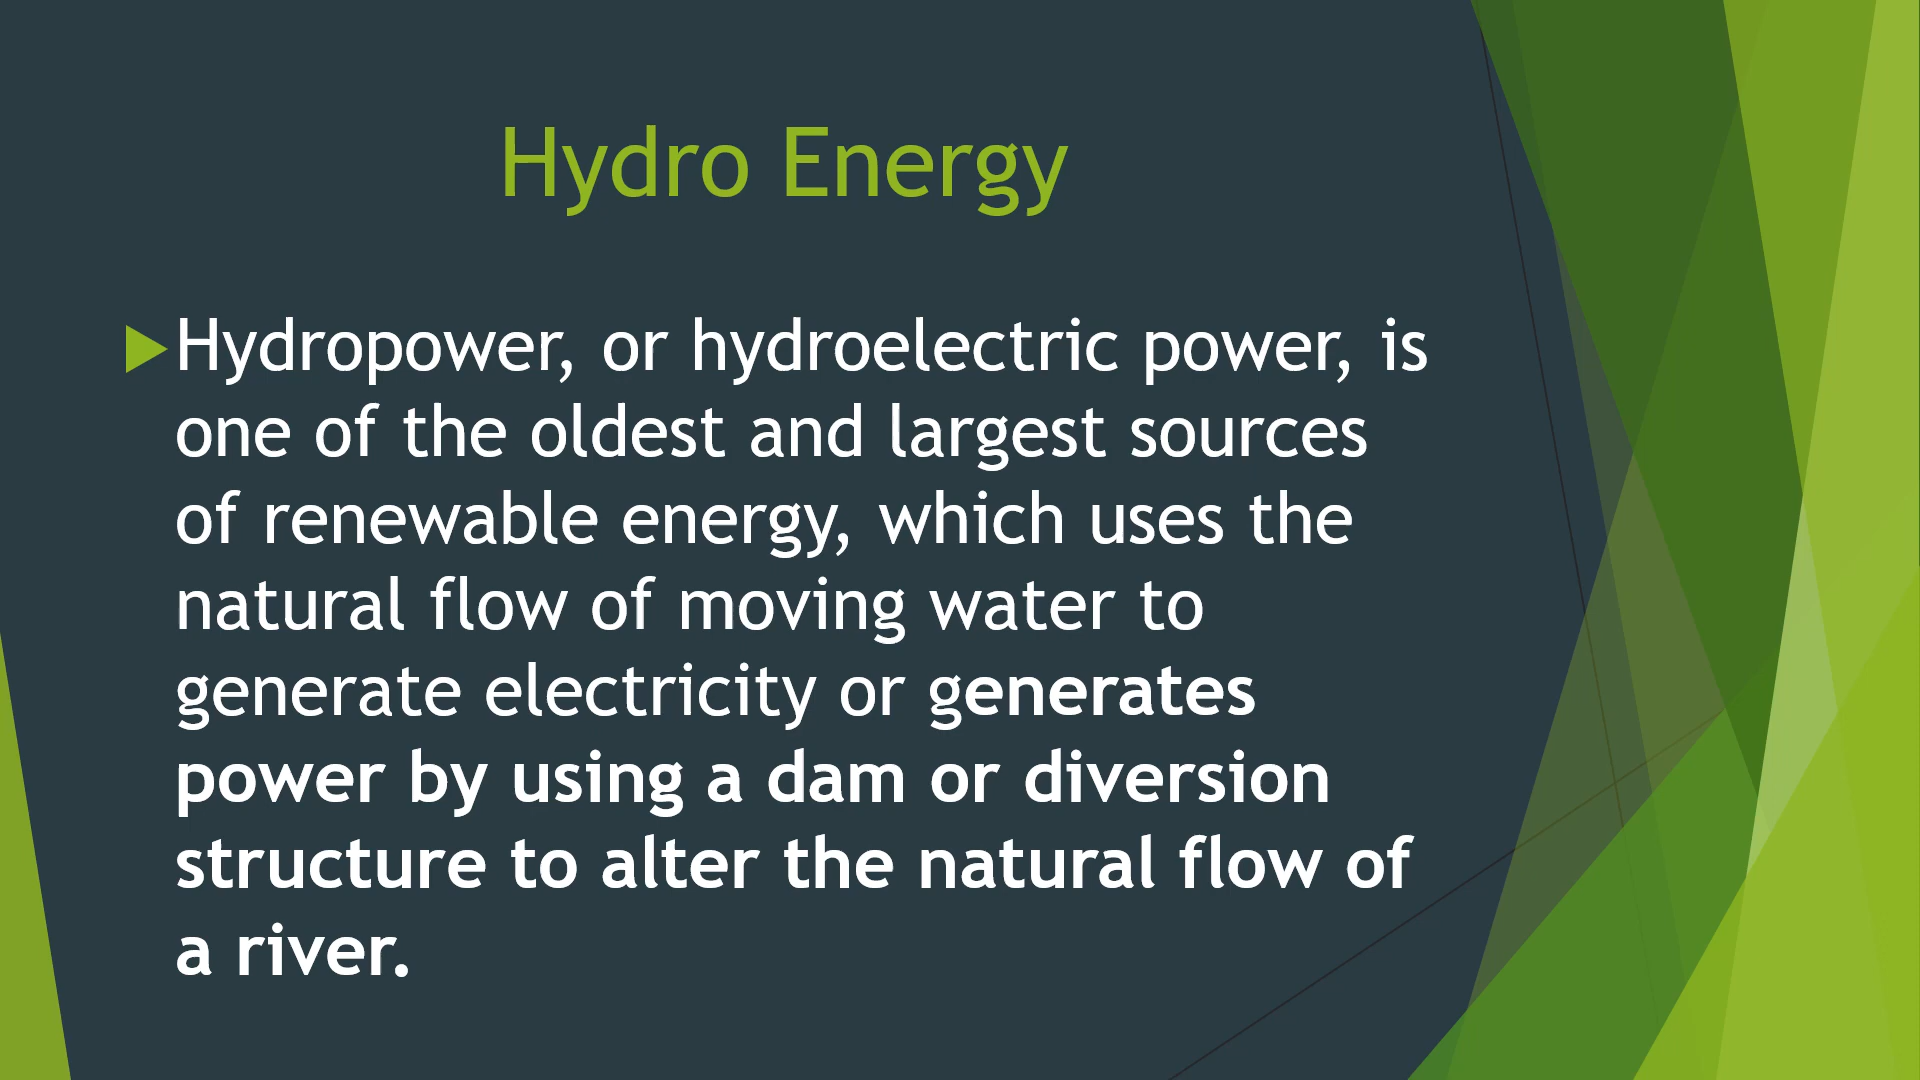 Hydro Energy
Hydropower, or hydroelectric power, is
one of the oldest and largest sources
of renewable energy, which uses the
natural flow of moving water to
generate electricity or generates
power by using a dam or diversion
structure to alter the natural flow of
a river.